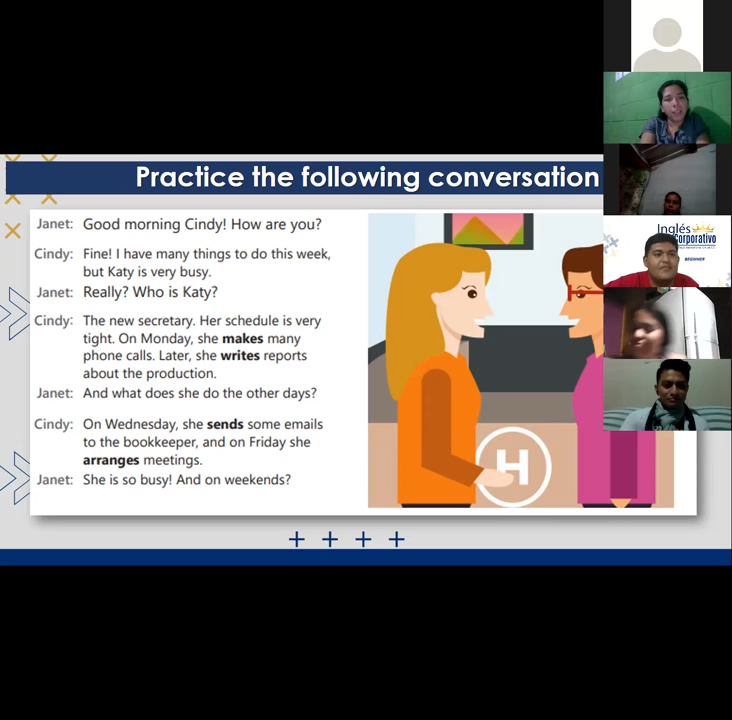 Practice the following conversation
Janet: Good morning Cindy! How are you?
Cindy: Fine! I have many things to do this week,
but Katy is very busy.
Janet: Really? Who is Katy?
Cindy: The new secretary. Her schedule is very
tight. On Monday, she makes many
phone calls. Later, she writes reports
about the production.
Janet: And what does she do the other days?
Cindy: On Wednesday, she sends some emails
to the bookkeeper, and on Friday she
arranges meetings.
Janet: She is so busy! And on weekends?
H
Inglés
Corporativo
BEGINNER